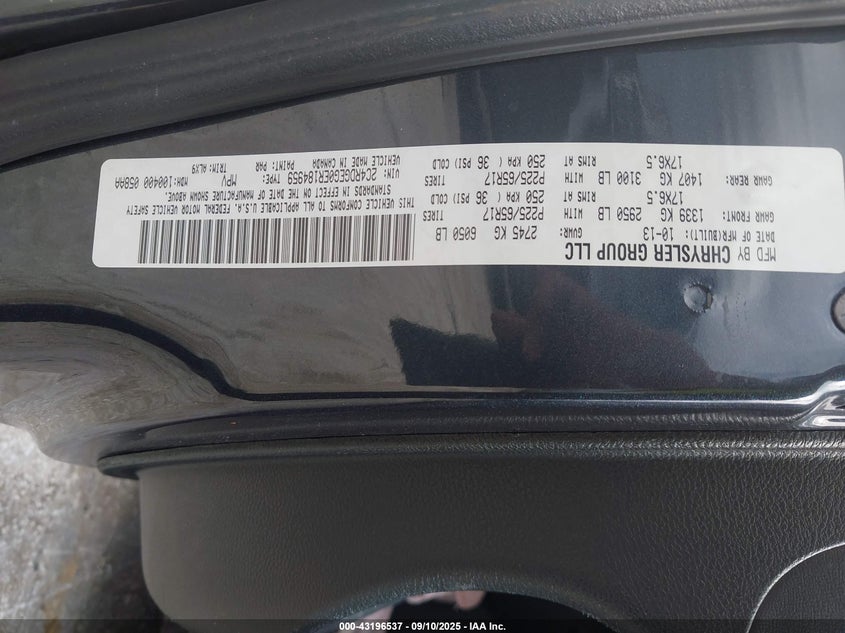 MFD BY CHRYSLER GROUP LLC
DATE OF MFR(BUILT): 10-13 GVWR: 2745 KG 6050 LB
GAWR FRONT: 1339 KG 2950 LB WITH P225/65R17 TIRES
17X6.5 RIMS AT 250 KPA ( 36 PSI) COLD
GAWR REAR: 1407 KG 3100 LB WITH P225/65R17 TIRES
17X6.5 RIMS AT 250 KPA ( 36 PSI) COLD
THIS VEHICLE CONFORMS TO ALL APPLICABLE U.S.A. FEDERAL MOTOR VEHICLE SAFETY
STANDARDS IN EFFECT ON THE DATE OF MANUFACTURE SHOWN ABOVE.
VIN: 2C4RDGEG0ER184959 TYPE: MPV MDH:100400 058AA
VEHICLE MADE IN CANADA PAINT: PAR TRIM:ALX9
000-43196537 - 09/10/2025 - IAA Inc.